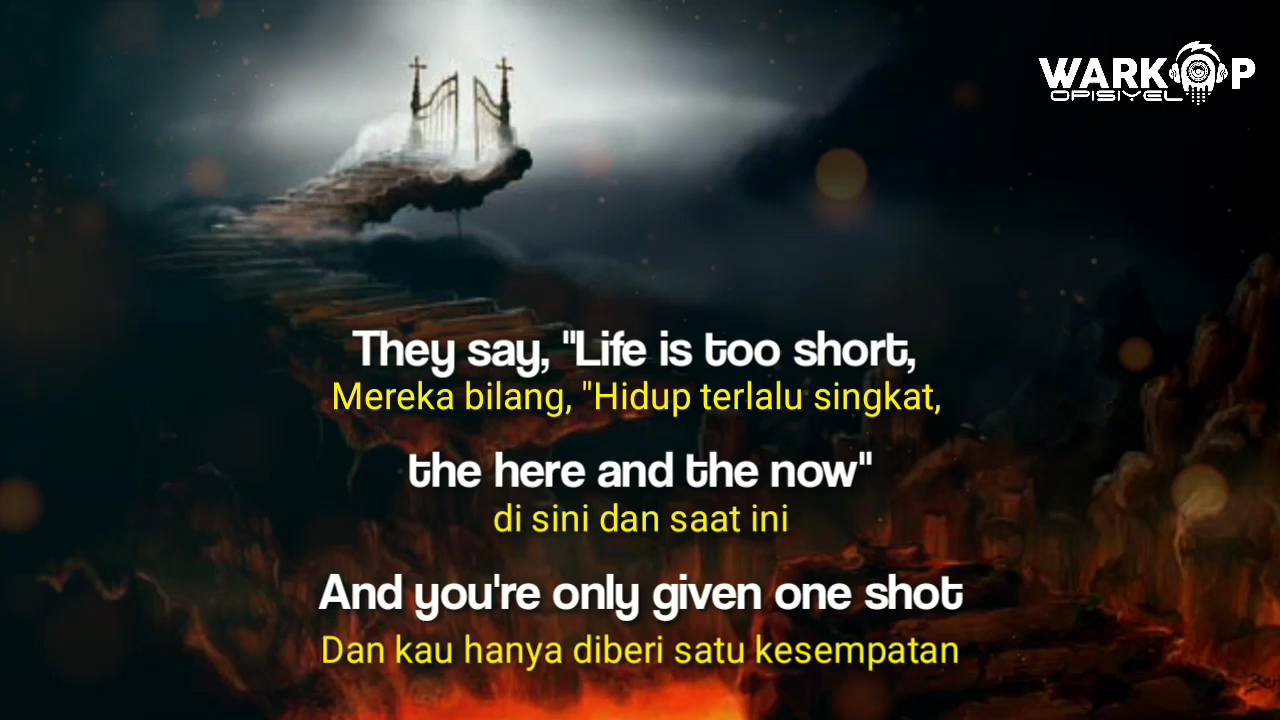 WARKOP
OPISIYEL
They say, "Life is too short,
Mereka bilang, "Hidup terlalu singkat,
the here and the now"
di sini dan saat ini
And you're only given one shot
Dan kau hanya diberi satu kesempatan